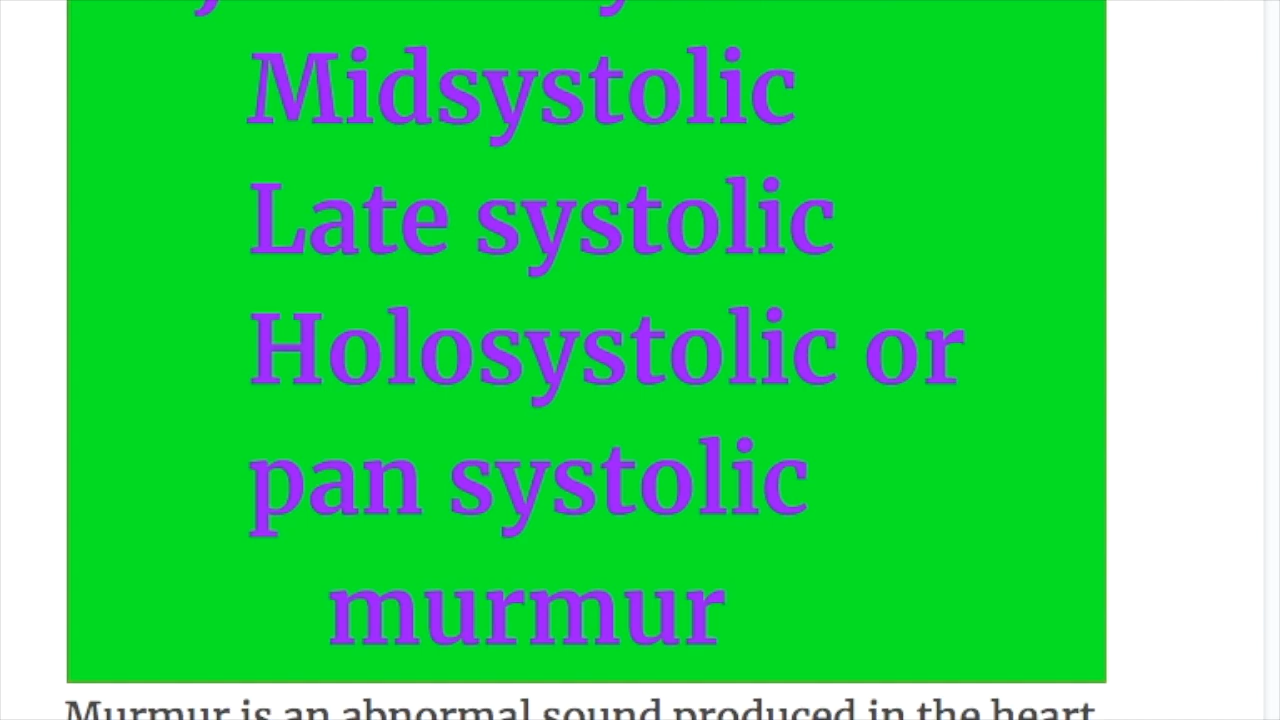 Midsystolic
Late systolic
Holosystolic or
pan systolic
murmur
Murmur is an abnormal sound produced in the heart